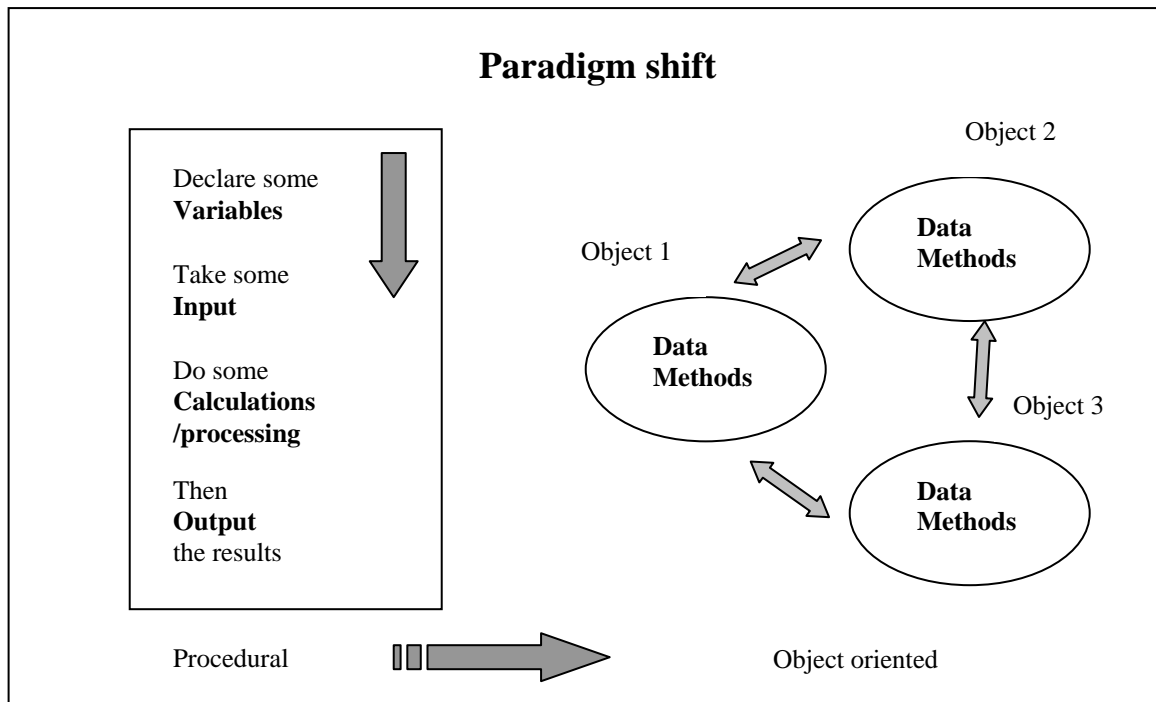 Paradigm shift
Declare some
Variables
Take some
Input
Do some
Calculations
/processing
Then
Output
the results
Object 1
Data
Methods
Object 2
Data
Methods
Object 3
Data
Methods
Procedural
Object oriented